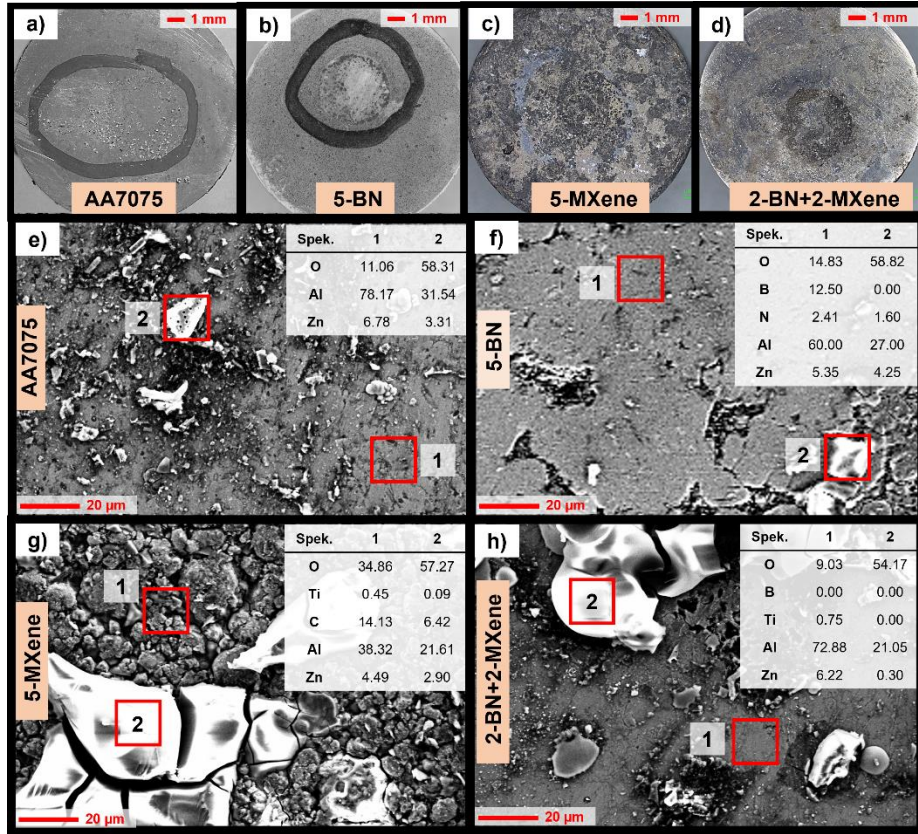 a)
1 mm
AA7075
b)
1 mm
5-BN
c)
1 mm
5-MXene
d)
1 mm
2-BN+2-MXene
e)
AA7075
Spek. 1 2
O 11.06 58.31
Al 78.17 31.54
Zn 6.78 3.31
2
1
20 µm
f)
5-BN
Spek. 1 2
O 14.83 58.82
B 12.50 0.00
N 2.41 1.60
Al 60.00 27.00
Zn 5.35 4.25
1
2
20 µm
g)
5-MXene
Spek. 1 2
O 34.86 57.27
Ti 0.45 0.09
C 14.13 6.42
Al 38.32 21.61
Zn 4.49 2.90
1
2
20 µm
h)
2-BN+2-MXene
Spek. 1 2
O 9.03 54.17
B 0.00 0.00
Ti 0.75 0.00
Al 72.88 21.05
Zn 6.22 0.30
2
1
20 µm